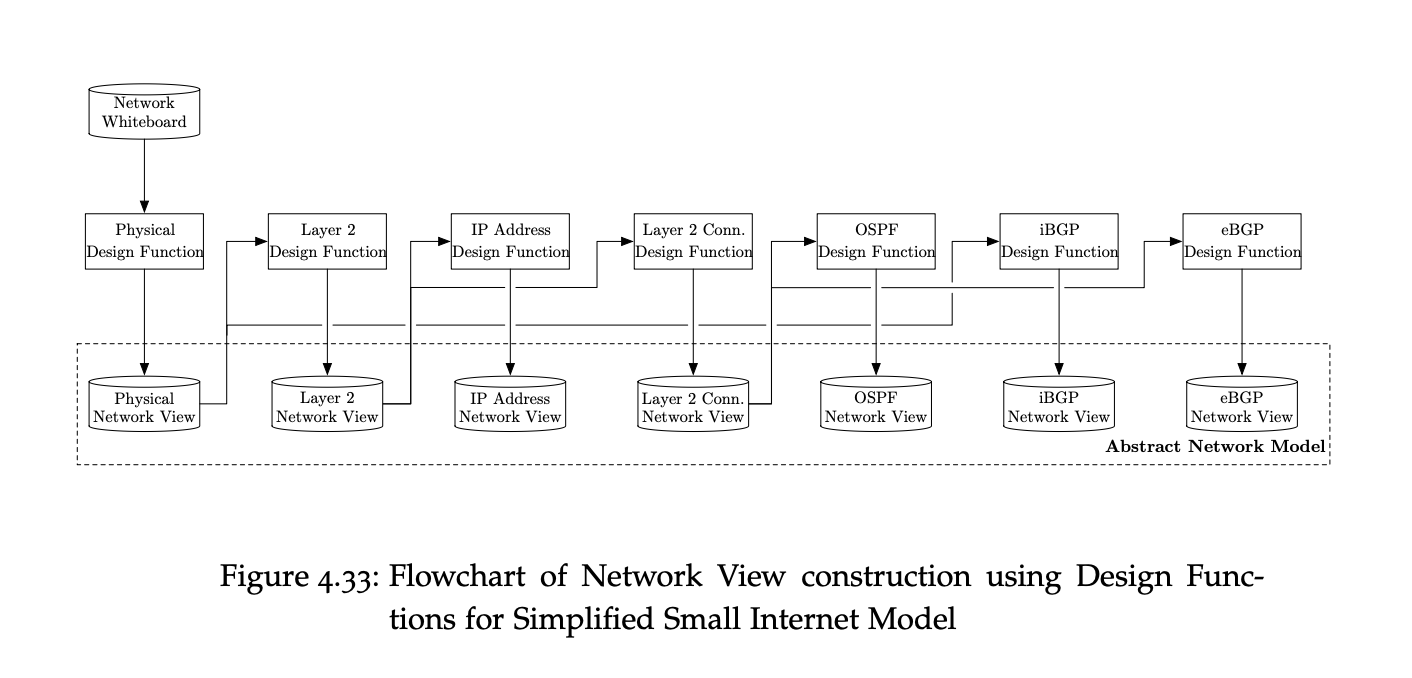 Network
Whiteboard
Physical
Design Function
Layer 2
Design Function
IP Address
Design Function
Layer 2 Conn.
Design Function
OSPF
Design Function
iBGP
Design Function
eBGP
Design Function
Physical
Network View
Layer 2
Network View
IP Address
Network View
Layer 2 Conn.
Network View
OSPF
Network View
iBGP
Network View
eBGP
Network View
Abstract Network Model
Figure 4.33: Flowchart of Network View construction using Design Func-
tions for Simplified Small Internet Model